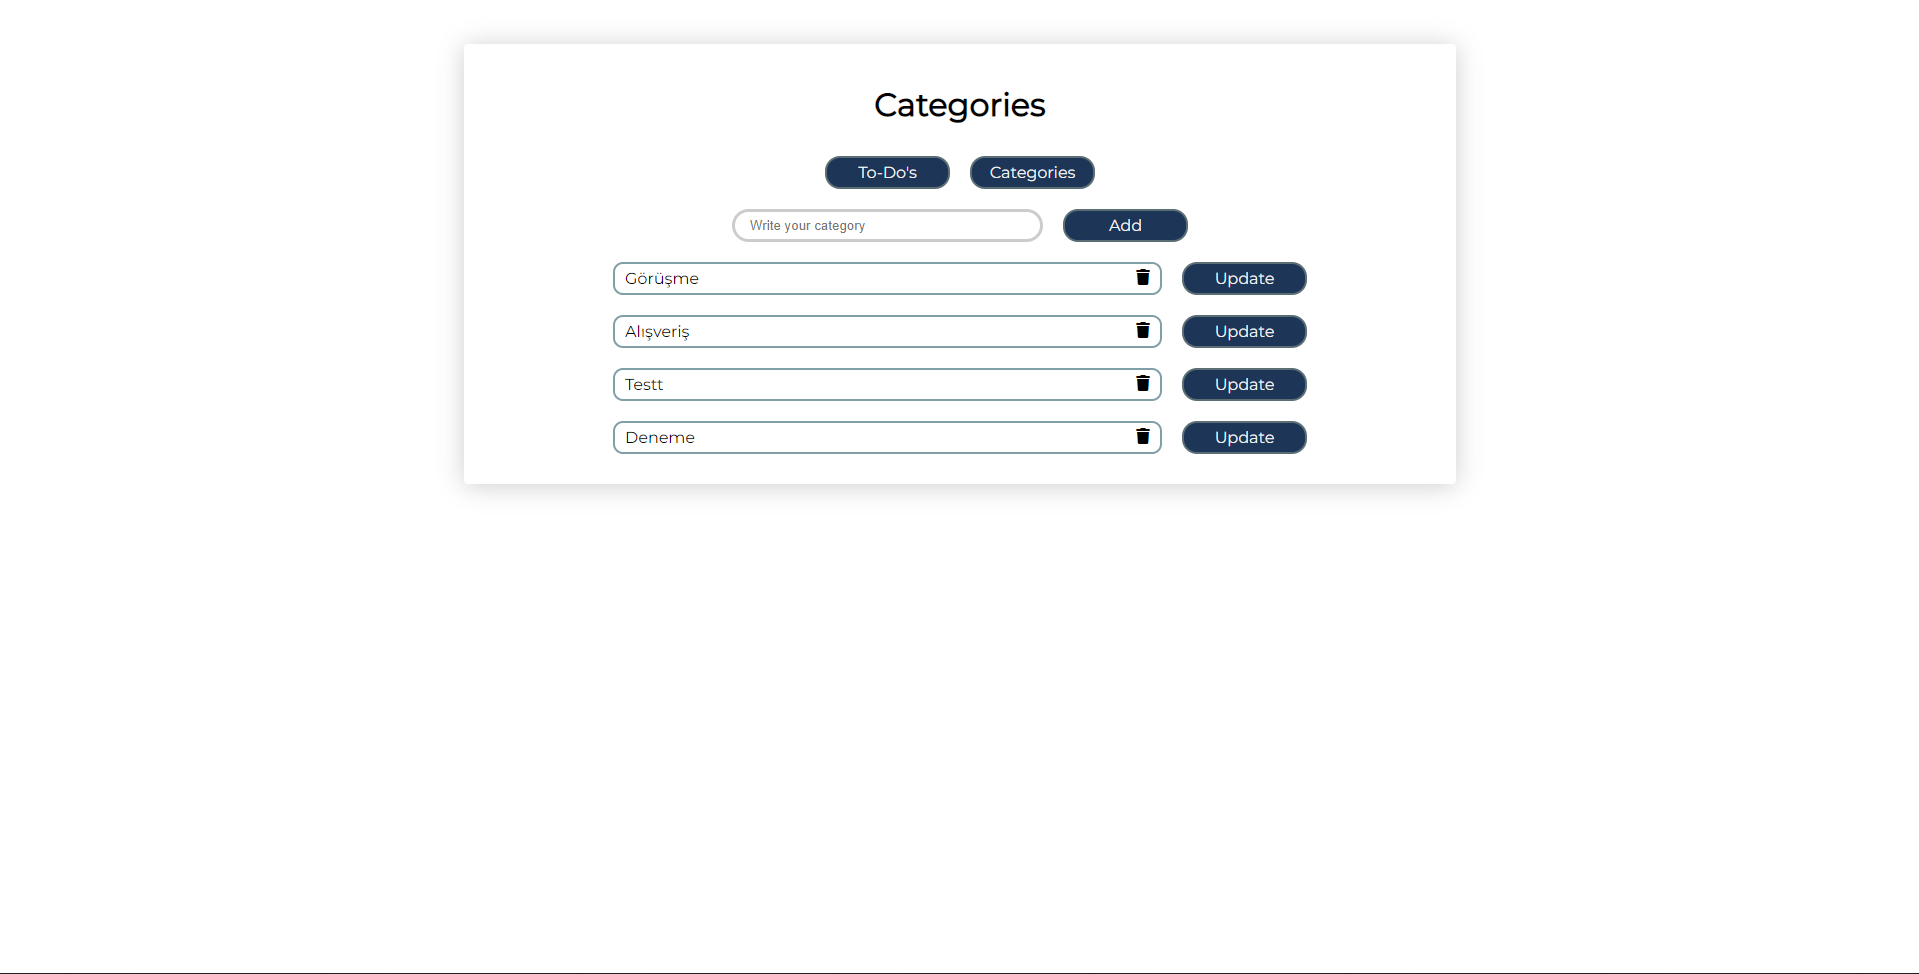 Categories
To-Do's Categories
Write your category Add
Görüşme Update
Alışveriş Update
Testt Update
Deneme Update